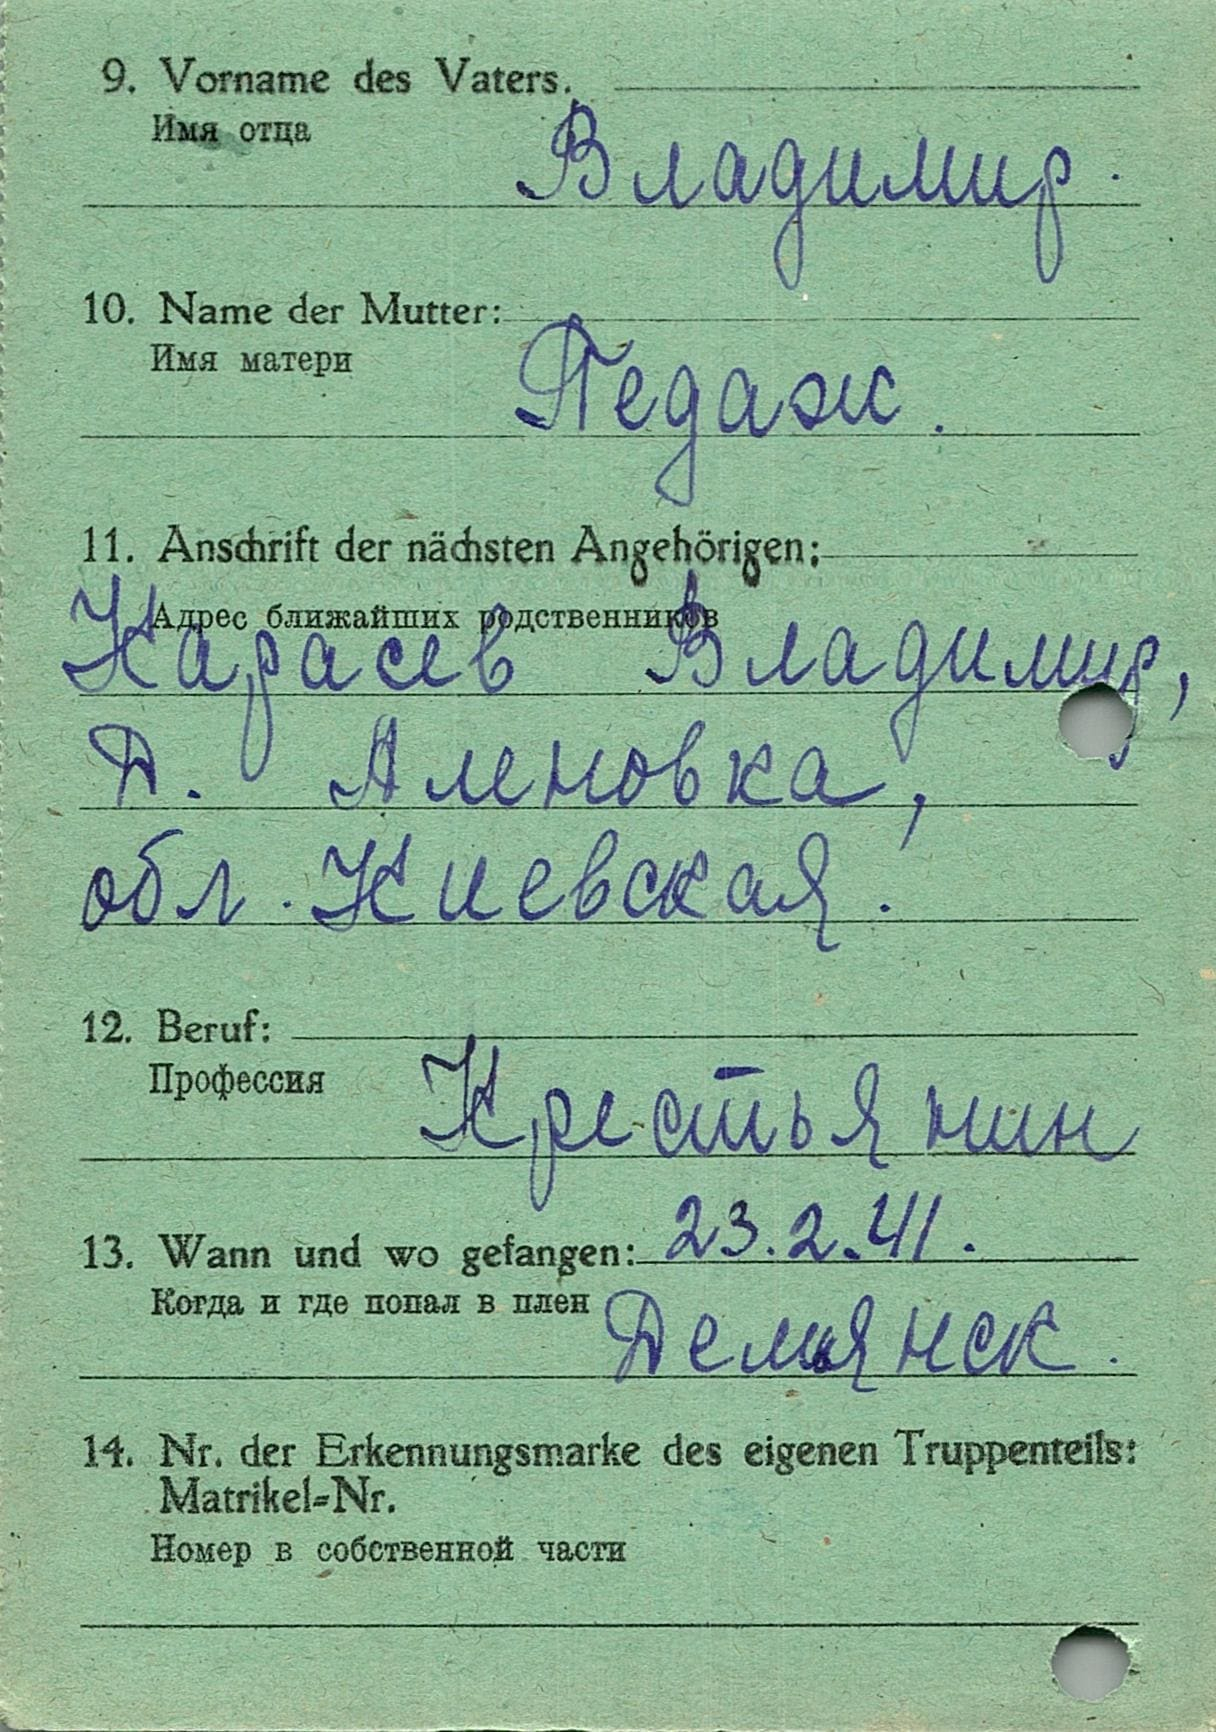 9. Vorname des Vaters.
Имя отца
Владимир.
10. Name der Mutter:
Имя матери
Педаж.
11. Anschrift der nächsten Angehörigen:
Адрес ближайших родственников
Карасев Владимир,
Д. Аленовка,
обл. Киевская.
12. Beruf:
Профессия
Крестьянин
13. Wann und wo gefangen: 23.2.41.
Когда и где попал в плен
Демянск.
14. Nr. der Erkennungsmarke des eigenen Truppenteils:
Matrikel-Nr.
Номер в собственной части